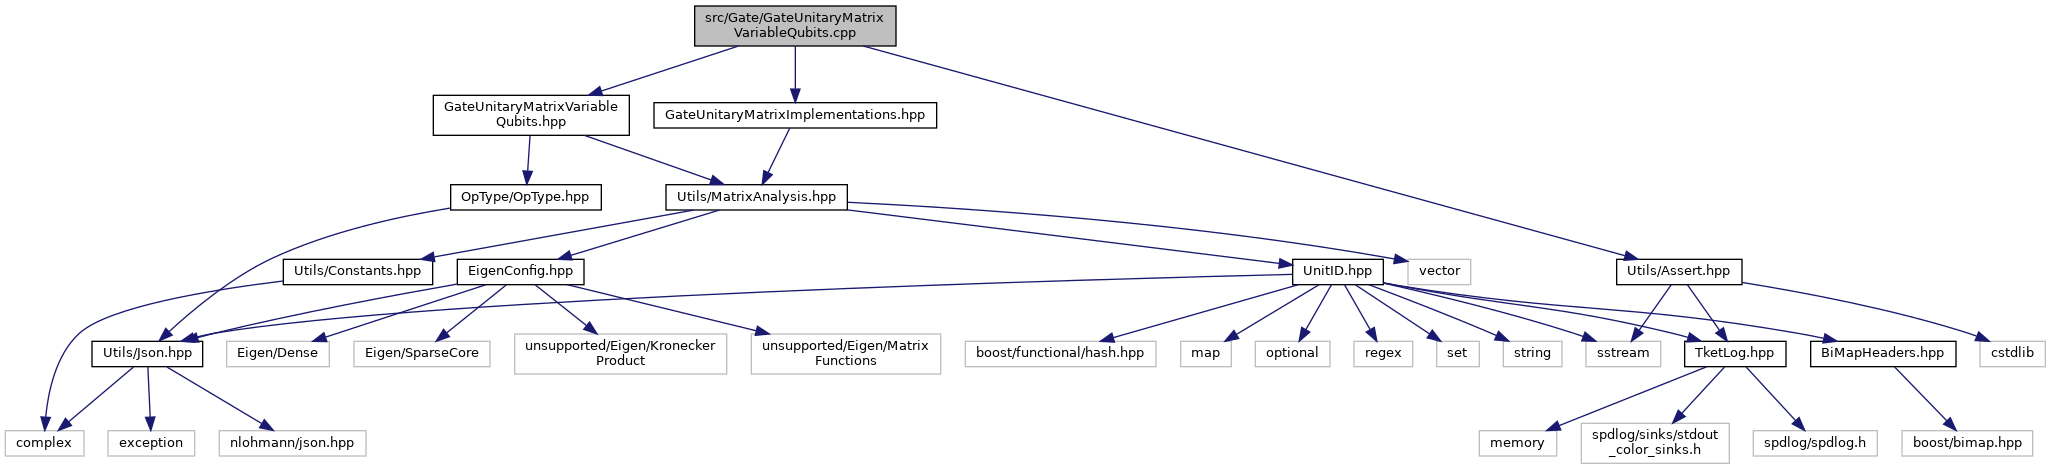 src/Gate/GateUnitaryMatrix
VariableQubits.cpp
GateUnitaryMatrixVariable
Qubits.hpp
GateUnitaryMatrixImplementations.hpp
OpType/OpType.hpp
Utils/MatrixAnalysis.hpp
Utils/Constants.hpp
EigenConfig.hpp
UnitID.hpp
vector
Utils/Assert.hpp
Utils/Json.hpp
Eigen/Dense
Eigen/SparseCore
unsupported/Eigen/Kronecker
Product
unsupported/Eigen/Matrix
Functions
boost/functional/hash.hpp
map
optional
regex
set
string
sstream
TketLog.hpp
BiMapHeaders.hpp
cstdlib
complex
exception
nlohmann/json.hpp
memory
spdlog/sinks/stdout
_color_sinks.h
spdlog/spdlog.h
boost/bimap.hpp